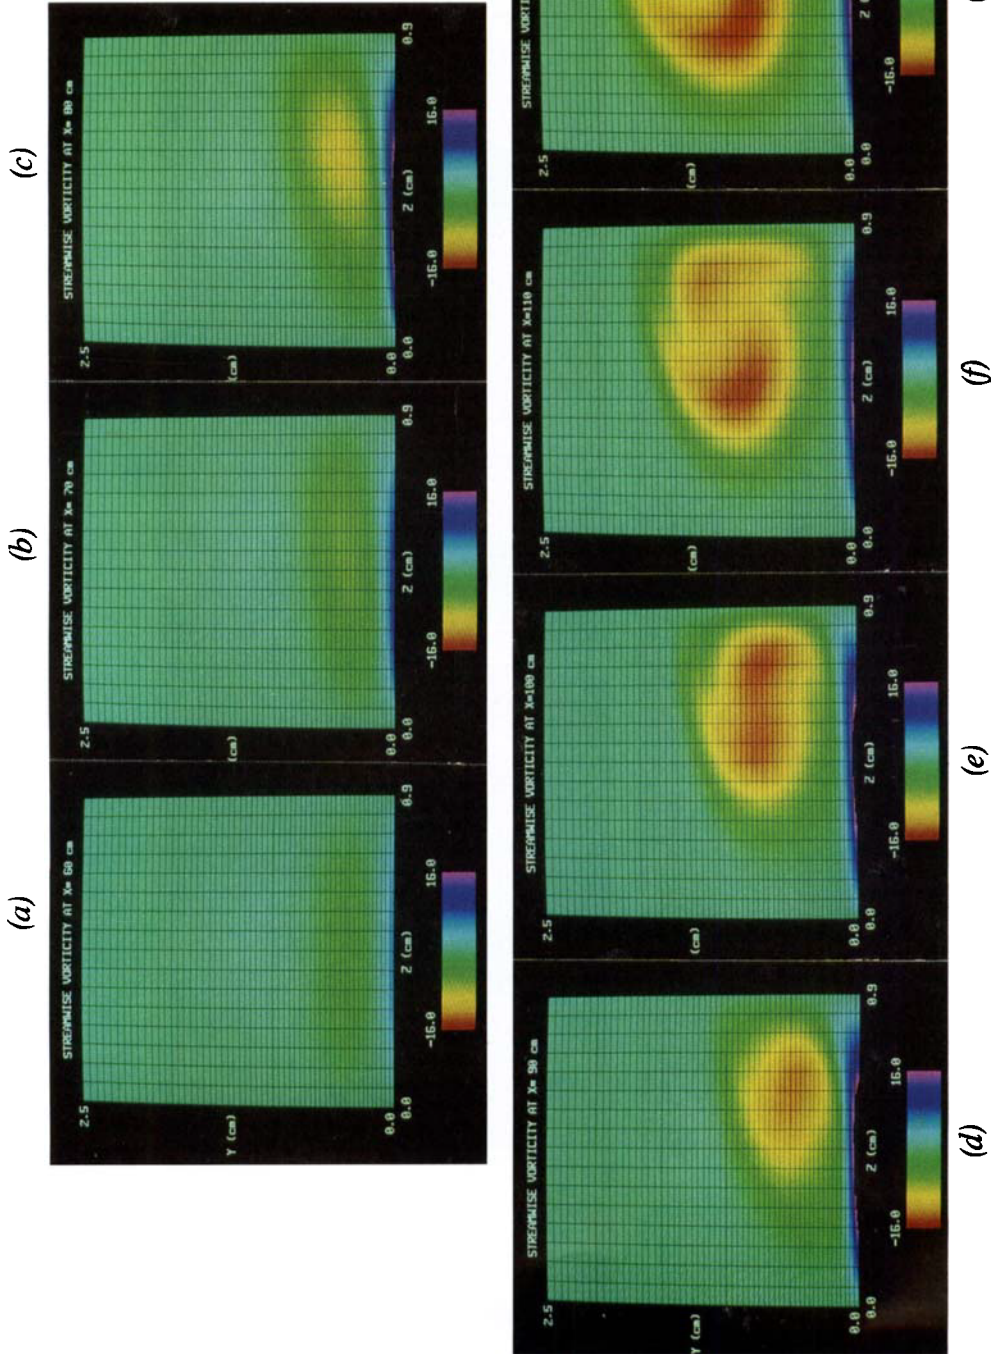 (a)
STREAMWISE VORTICITY AT X= 60 cm
2.5
Y (cm)
0.0
0.0
Z (cm)
0.9
-16.0
16.0
(b)
STREAMWISE VORTICITY AT X= 70 cm
2.5
(cm)
0.0
0.0
Z (cm)
0.9
-16.0
16.0
(c)
STREAMWISE VORTICITY AT X= 80 cm
2.5
(cm)
0.0
0.0
Z (cm)
0.9
-16.0
16.0
STREAMWISE VORTICITY AT X= 90 cm
2.5
Y (cm)
0.0
0.0
Z (cm)
0.9
-16.0
16.0
(d)
STREAMWISE VORTICITY AT X=100 cm
2.5
(cm)
0.0
0.0
Z (cm)
0.9
-16.0
16.0
(e)
STREAMWISE VORTICITY AT X=110 cm
2.5
(cm)
0.0
0.0
Z (cm)
0.9
-16.0
16.0
(f)
STREAMWISE VORTI
2.5
(cm)
0.0
0.0
Z
-16.0